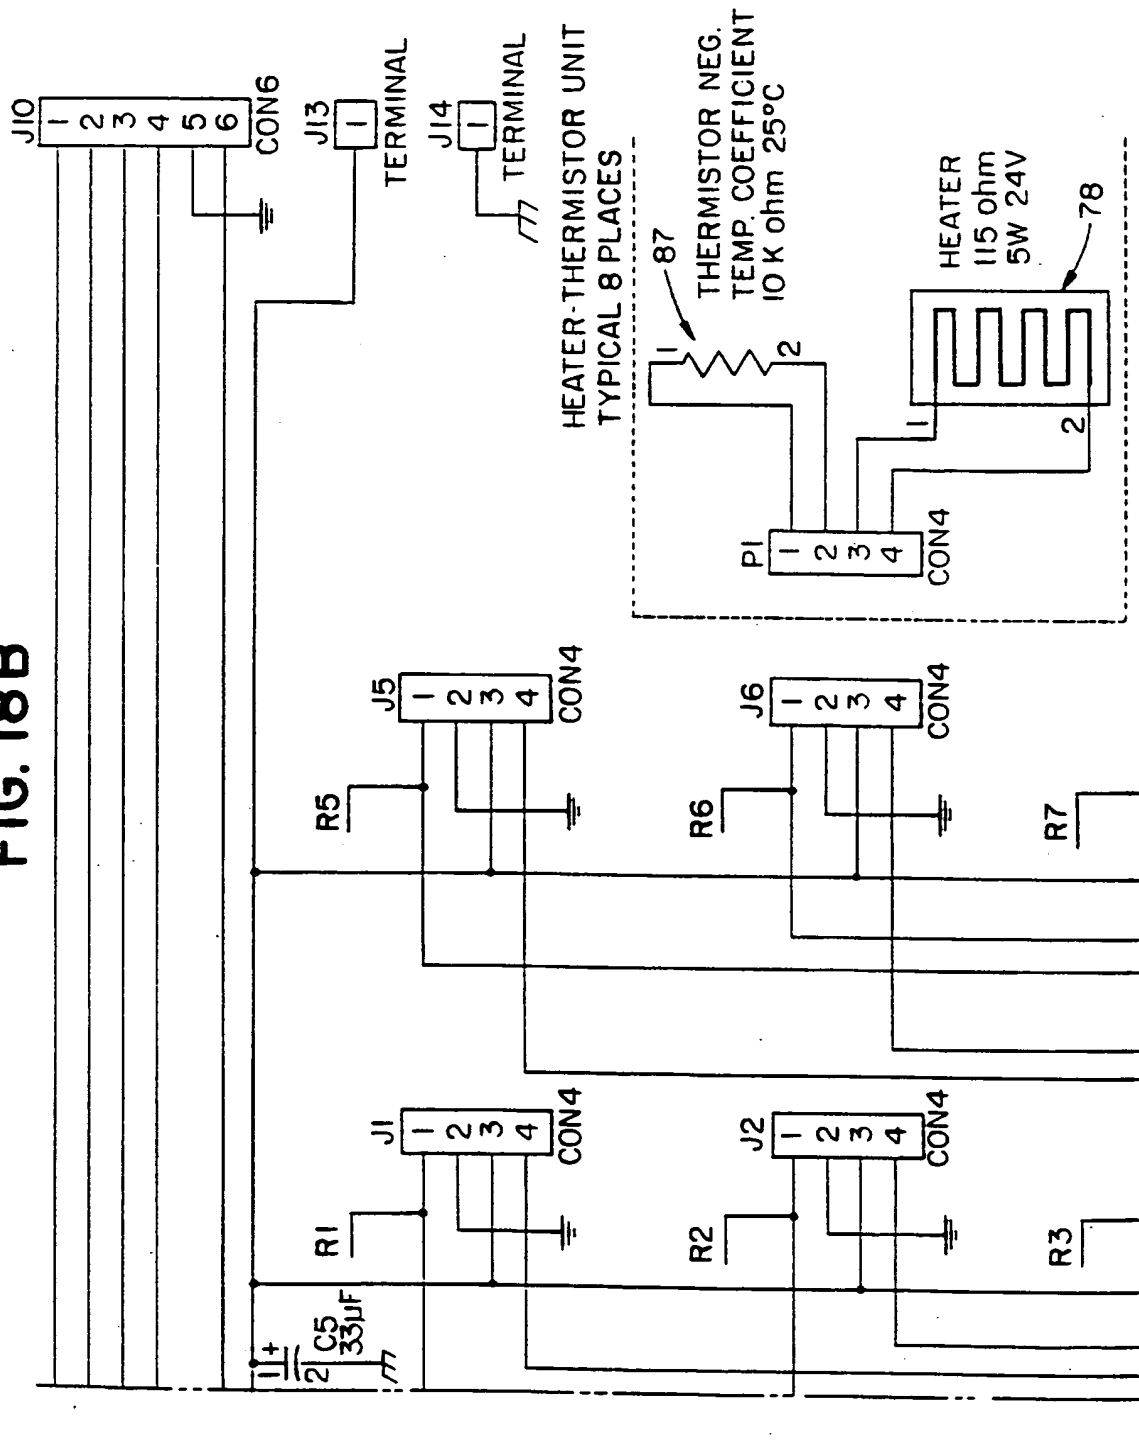 FIG. 18B
J10
1
2
3
4
5
6
CON6
J13
1
TERMINAL
J14
1
TERMINAL
HEATER-THERMISTOR UNIT
TYPICAL 8 PLACES
87
1
2
THERMISTOR NEG.
TEMP. COEFFICIENT
10 K ohm 25°C
HEATER
115 ohm
5W 24V
78
1
2
P1
1
2
3
4
CON4
J5
1
2
3
4
CON4
R5
J6
1
2
3
4
CON4
R6
R7
J1
1
2
3
4
CON4
R1
J2
1
2
3
4
CON4
R2
R3
1
+
2
C5
33µF